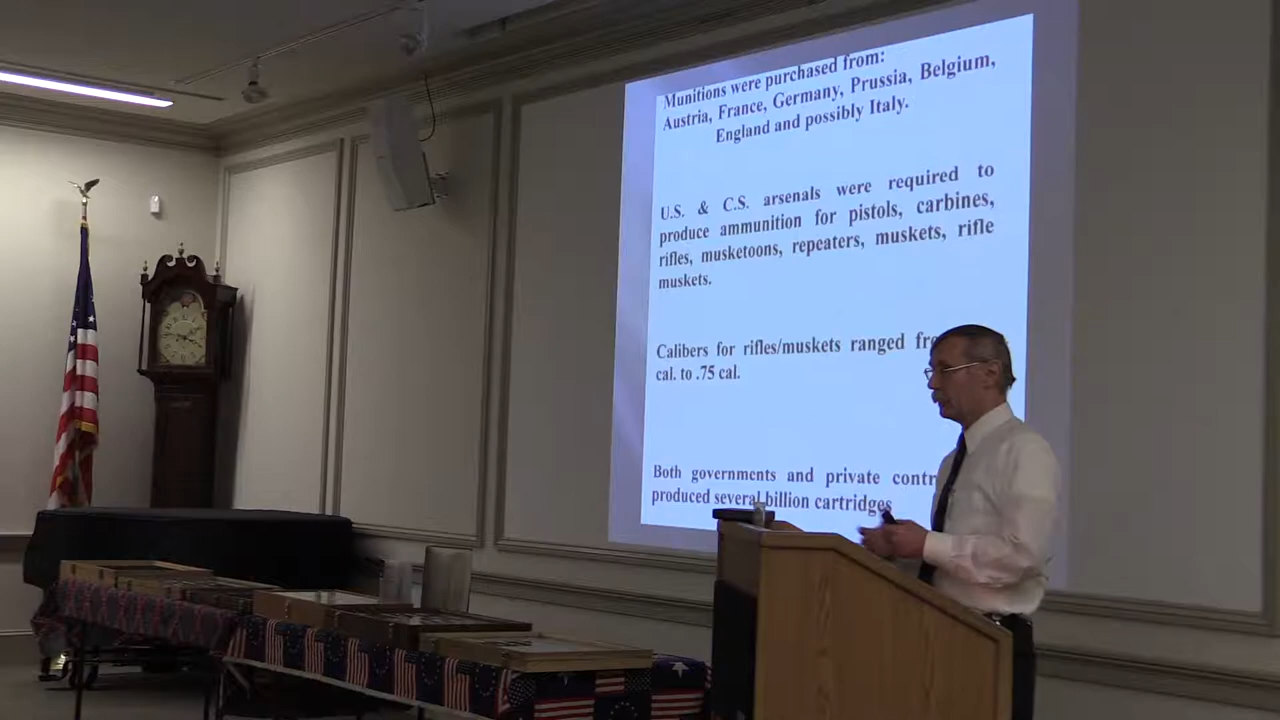 Munitions were purchased from:
Austria, France, Germany, Prussia, Belgium,
England and possibly Italy.
U.S. & C.S. arsenals were required to
produce ammunition for pistols, carbines,
rifles, musketoons, repeaters, muskets, rifle
muskets.
Calibers for rifles/muskets ranged
cal. to .75 cal.
Both governments and private
produced several billion cartridges